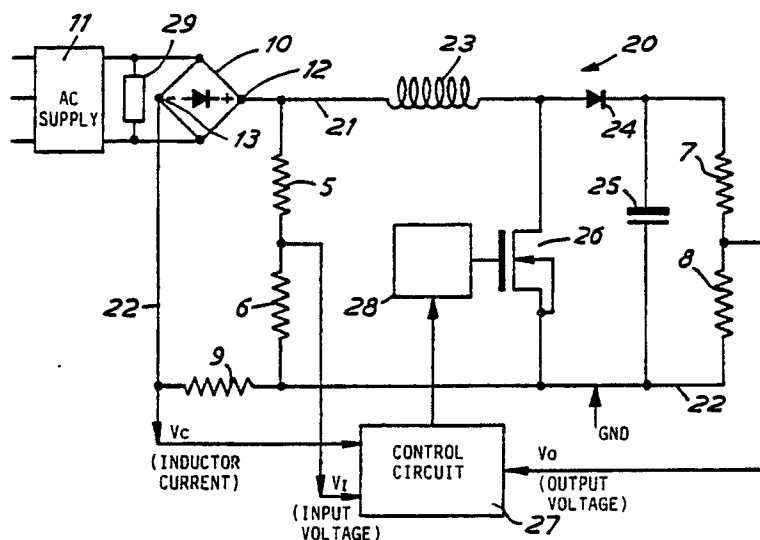 11
29
10
12
23
20
AC
SUPPLY
13
21
24
5
7
25
26
6
28
8
22
9
22
GND
Vc
(INDUCTOR
CURRENT)
VI
(INPUT
VOLTAGE)
CONTROL
CIRCUIT
27
Vo
(OUTPUT
VOLTAGE)